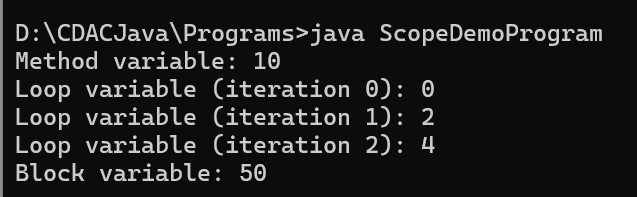 D:\CDACJava\Programs>java ScopeDemoProgram
Method variable: 10
Loop variable (iteration 0): 0
Loop variable (iteration 1): 2
Loop variable (iteration 2): 4
Block variable: 50